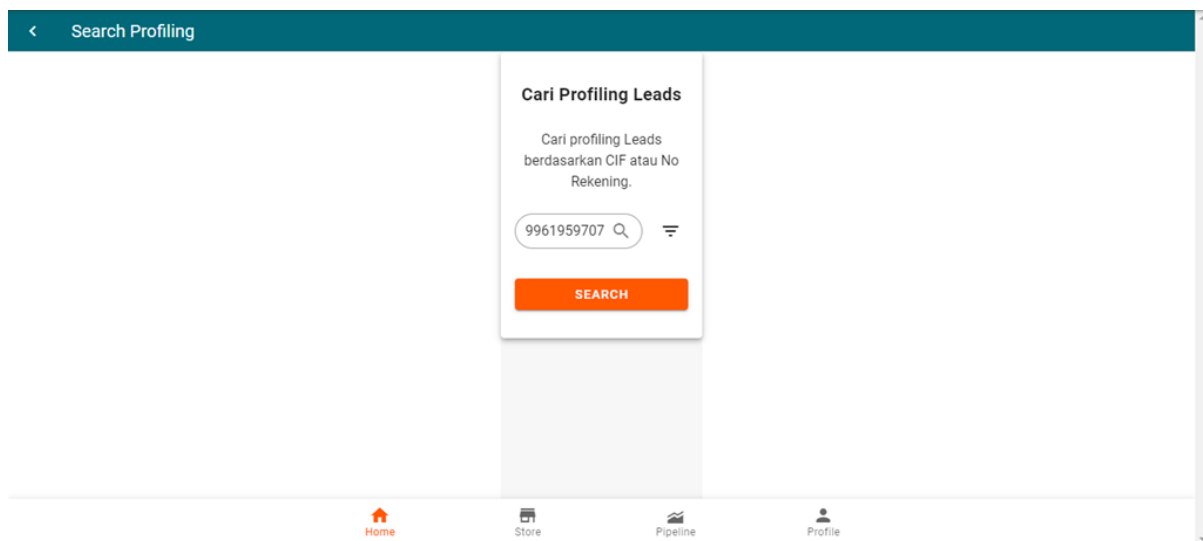 Search Profiling
Cari Profiling Leads
Cari profiling Leads
berdasarkan CIF atau No
Rekening.
9961959707
SEARCH
Home
Store
Pipeline
Profile